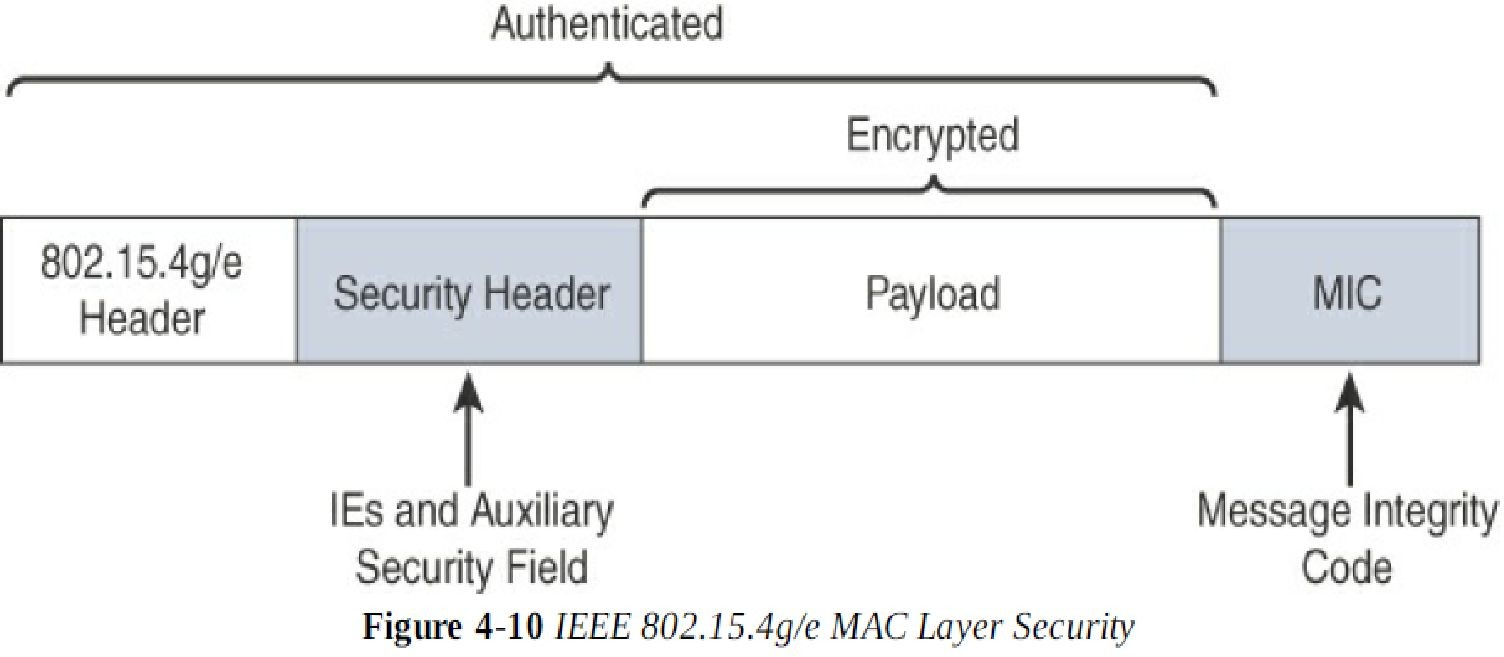 Authenticated
Encrypted
802.15.4g/e
Header
Security Header
Payload
MIC
IEs and Auxiliary
Security Field
Message Integrity
Code
Figure 4-10 IEEE 802.15.4g/e MAC Layer Security